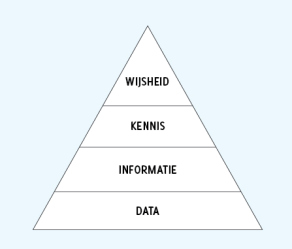 WIJSHEID
KENNIS
INFORMATIE
DATA